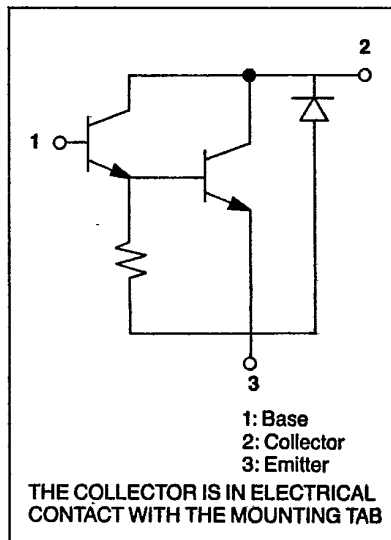 2
1
3
1: Base
2: Collector
3: Emitter
THE COLLECTOR IS IN ELECTRICAL
CONTACT WITH THE MOUNTING TAB